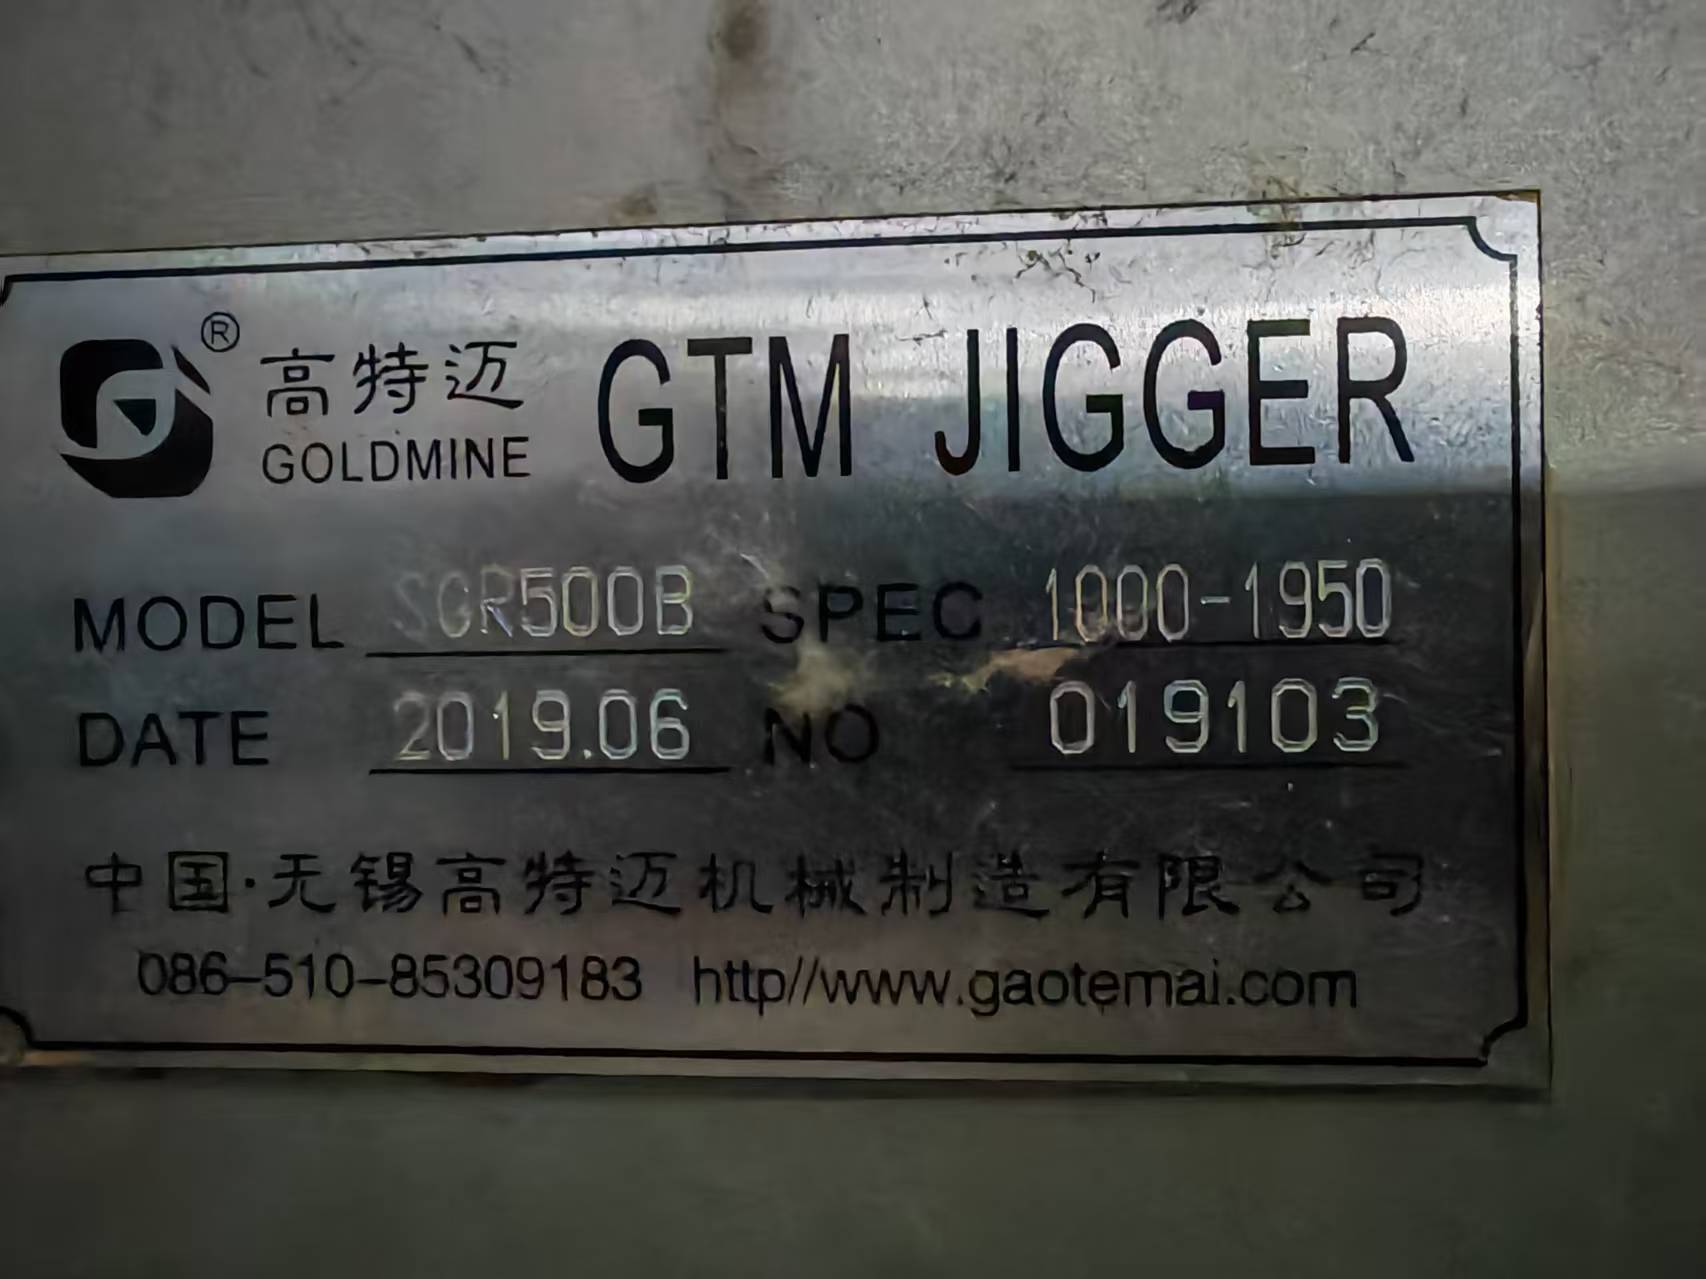 ® 高特迈 GTM JIGGER
GOLDMINE
MODEL SGR500B SPEC 1000-1950
DATE 2019.06 NO 019103
中国·无锡高特迈机械制造有限公司
086-510-85309183 http//www.gaotemai.com